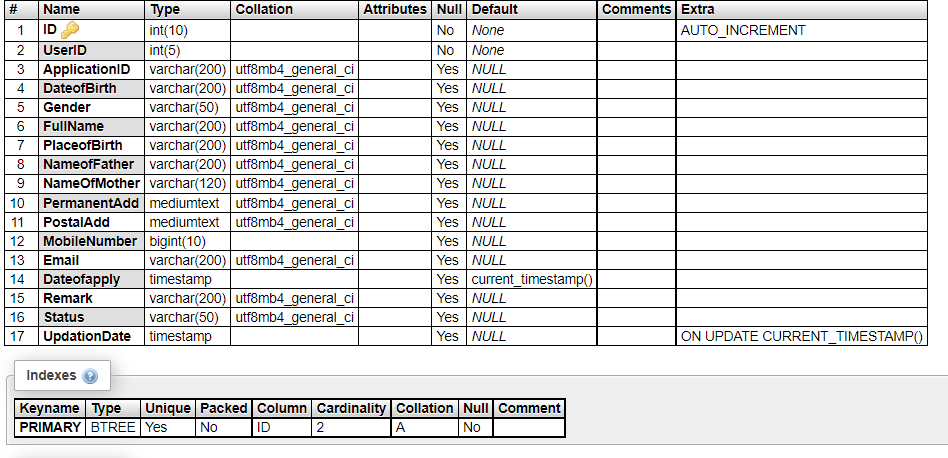 # Name Type Collation Attributes Null Default Comments Extra
1 ID int(10) No None AUTO_INCREMENT
2 UserID int(5) No None
3 ApplicationID varchar(200) utf8mb4_general_ci Yes NULL
4 DateofBirth varchar(200) utf8mb4_general_ci Yes NULL
5 Gender varchar(50) utf8mb4_general_ci Yes NULL
6 FullName varchar(200) utf8mb4_general_ci Yes NULL
7 PlaceofBirth varchar(200) utf8mb4_general_ci Yes NULL
8 NameofFather varchar(200) utf8mb4_general_ci Yes NULL
9 NameOfMother varchar(120) utf8mb4_general_ci Yes NULL
10 PermanentAdd mediumtext utf8mb4_general_ci Yes NULL
11 PostalAdd mediumtext utf8mb4_general_ci Yes NULL
12 MobileNumber bigint(10) Yes NULL
13 Email varchar(200) utf8mb4_general_ci Yes NULL
14 Dateofapply timestamp Yes current_timestamp()
15 Remark varchar(200) utf8mb4_general_ci Yes NULL
16 Status varchar(50) utf8mb4_general_ci Yes NULL
17 UpdationDate timestamp Yes NULL ON UPDATE CURRENT_TIMESTAMP()
Indexes ?
Keyname Type Unique Packed Column Cardinality Collation Null Comment
PRIMARY BTREE Yes No ID 2 A No